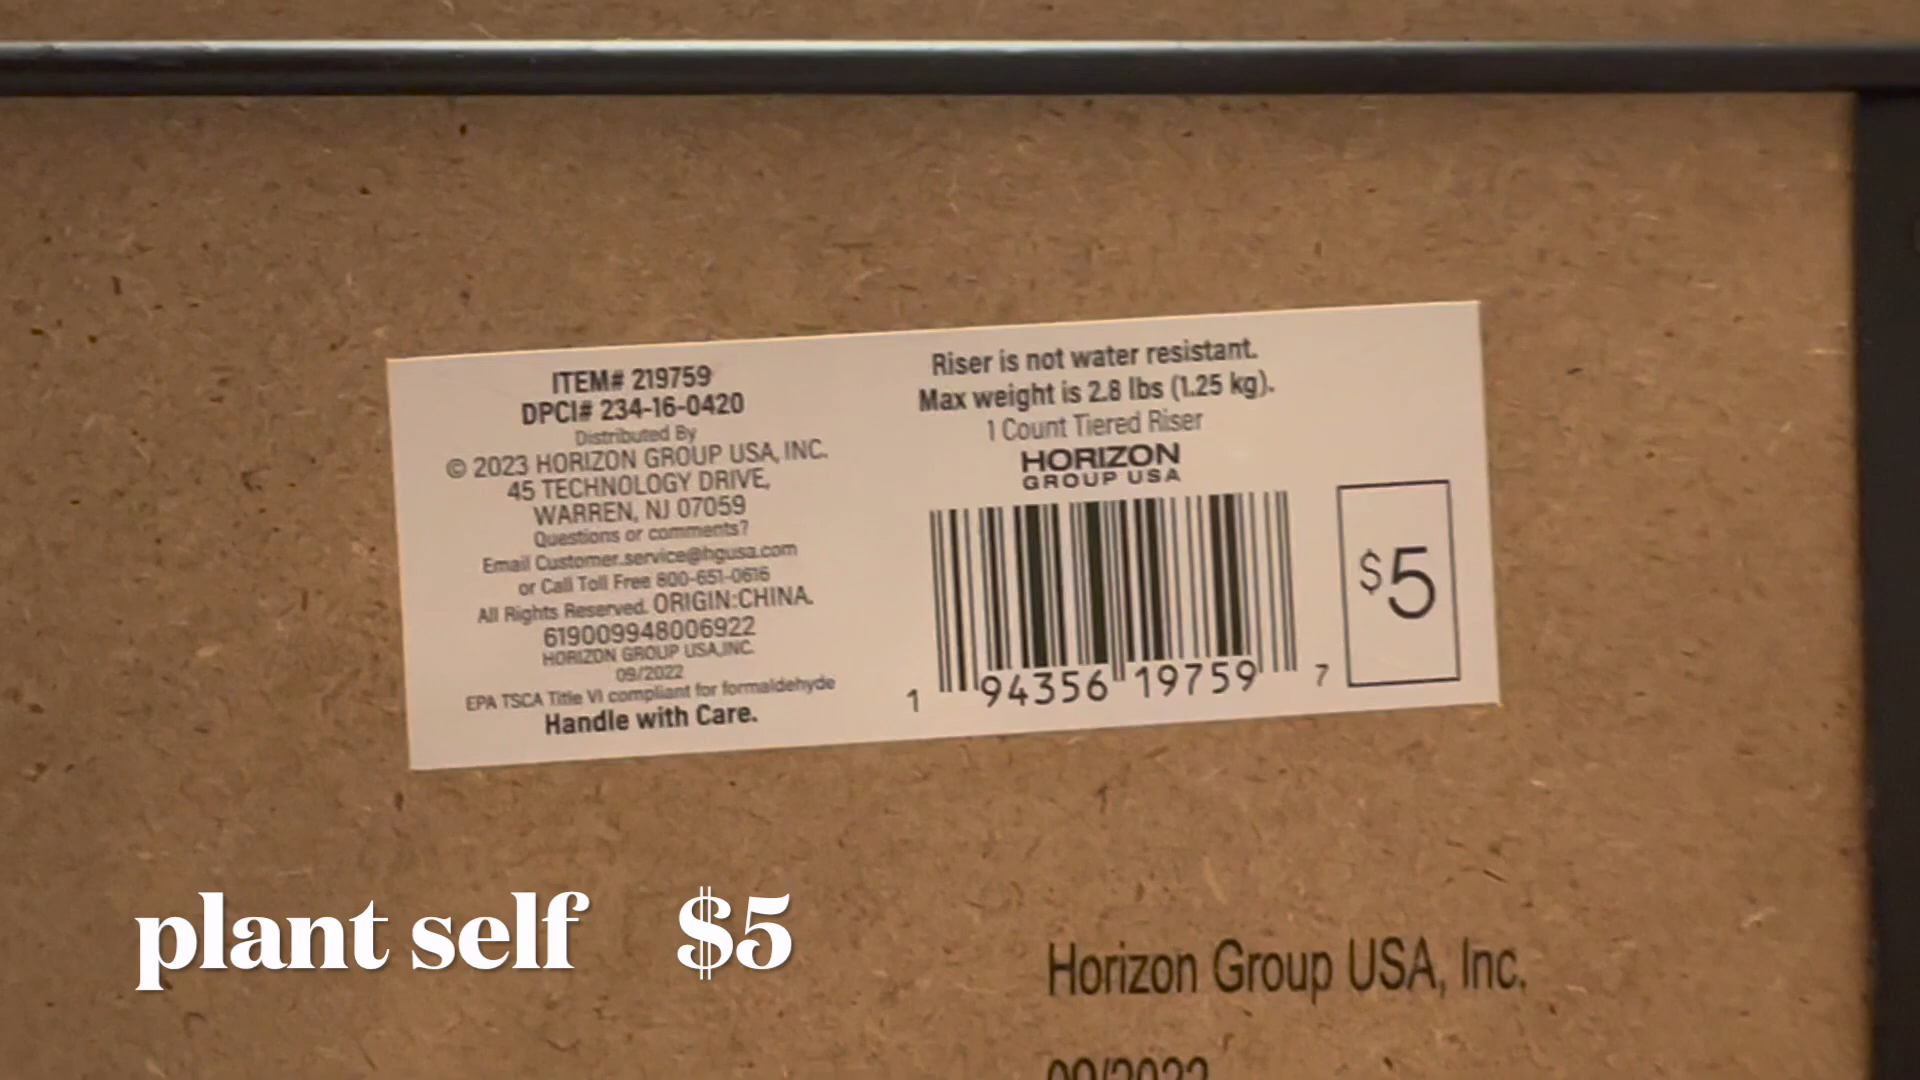 ITEM# 219759
DPCI# 234-16-0420
Distributed By
© 2023 HORIZON GROUP USA, INC.
45 TECHNOLOGY DRIVE,
WARREN, NJ 07059
Questions or comments?
Email Customer.service@hgusa.com
or Call Toll Free 800-651-0616
All Rights Reserved. ORIGIN:CHINA.
619009948006922
HORIZON GROUP USA,INC.
09/2022
EPA TSCA Title VI compliant for formaldehyde
Handle with Care.
Riser is not water resistant.
Max weight is 2.8 lbs (1.25 kg).
1 Count Tiered Riser
HORIZON
GROUP USA
1 94356 19759 7
$5
plant self $5
Horizon Group USA, Inc.
09/2022